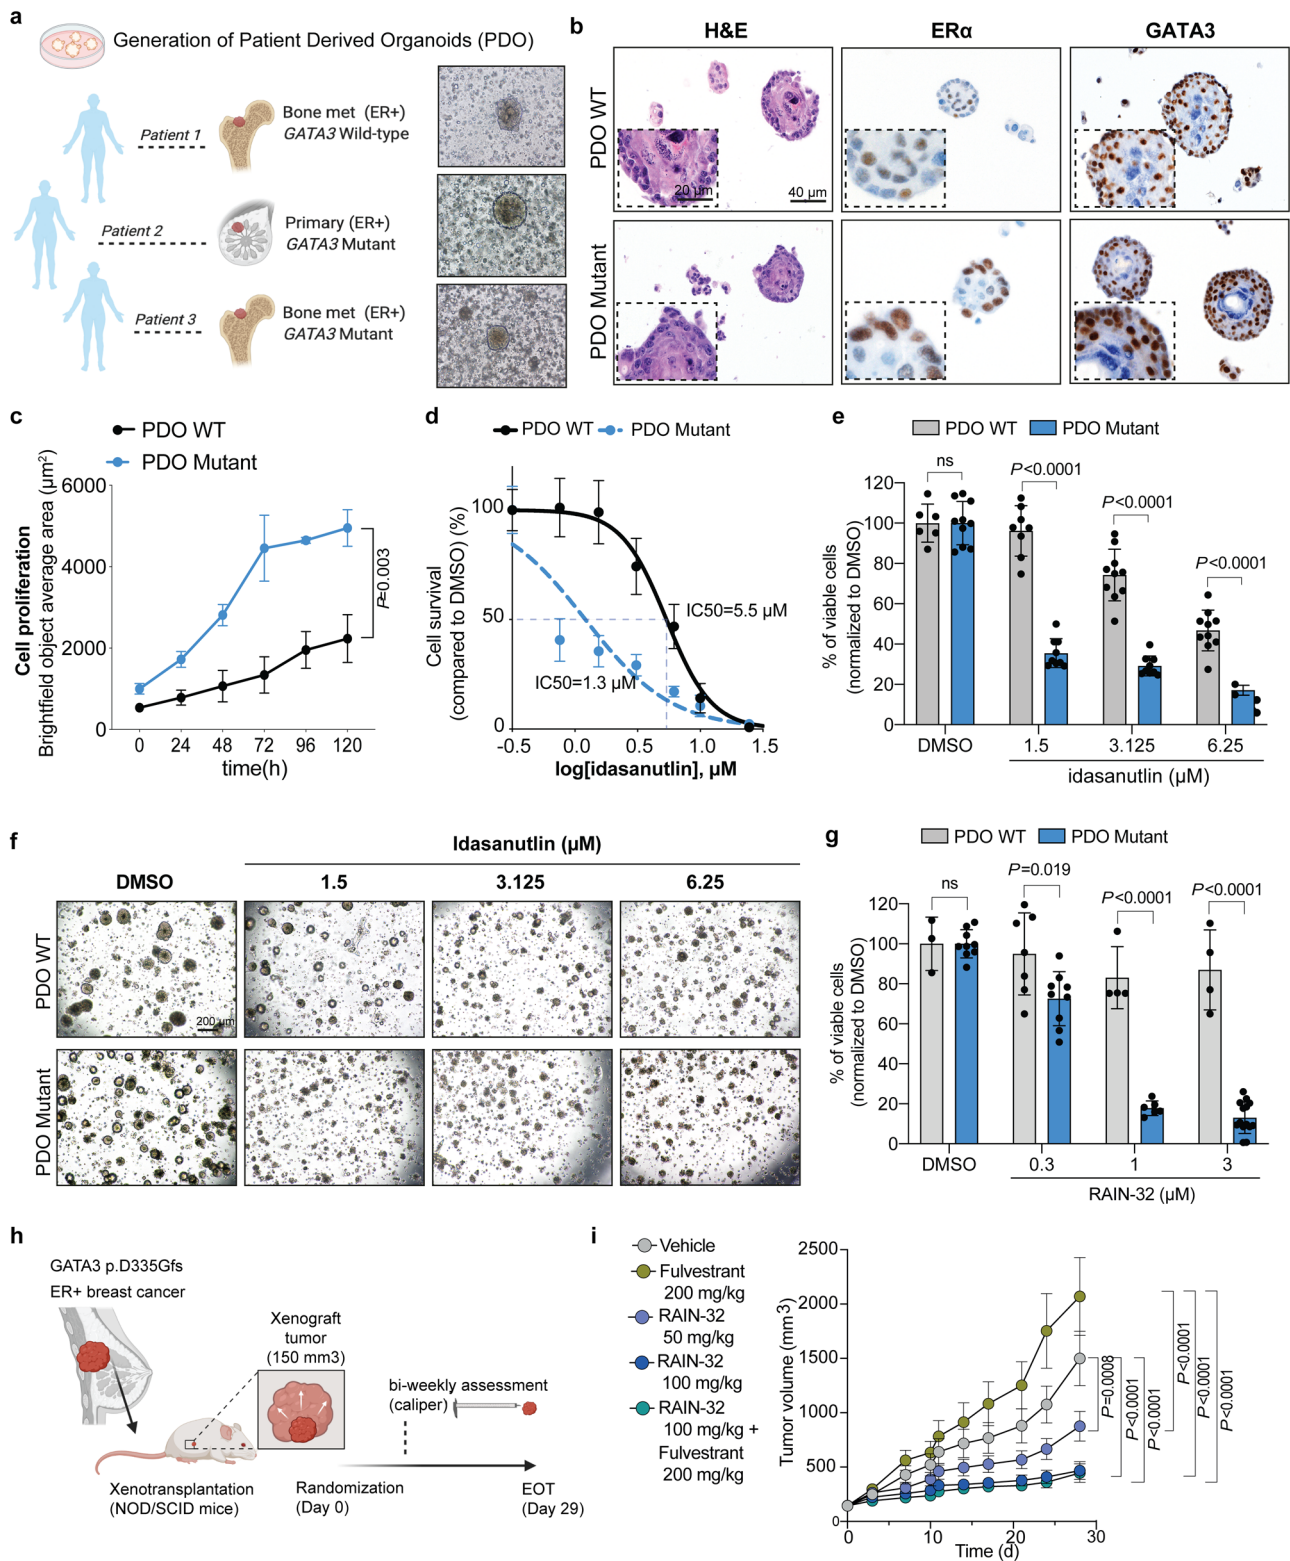 a
Generation of Patient Derived Organoids (PDO)
Patient 1
Bone met (ER+)
GATA3 Wild-type
Patient 2
Primary (ER+)
GATA3 Mutant
Patient 3
Bone met (ER+)
GATA3 Mutant
b
H&E
ERα
GATA3
PDO WT
20 µm
40 µm
PDO Mutant
c
PDO WT
PDO Mutant
Cell proliferation
Brightfield object average area (µm²)
6000
4000
2000
0
P=0.003
0 24 48 72 96 120
time(h)
d
PDO WT PDO Mutant
Cell survival
(compared to DMSO) (%)
100
50
0
IC50=5.5 µM
IC50=1.3 µM
-0.5 0.0 0.5 1.0 1.5
log[idasanutlin], µM
e
PDO WT PDO Mutant
% of viable cells
(normalized to DMSO)
120
100
80
60
40
20
0
ns
P<0.0001
P<0.0001
P<0.0001
DMSO 1.5 3.125 6.25
idasanutlin (µM)
f
Idasanutlin (µM)
DMSO 1.5 3.125 6.25
PDO WT
200 µm
PDO Mutant
g
PDO WT PDO Mutant
% of viable cells
(normalized to DMSO)
120
100
80
60
40
20
0
ns
P=0.019
P<0.0001
P<0.0001
DMSO 0.3 1 3
RAIN-32 (µM)
h
GATA3 p.D335Gfs
ER+ breast cancer
Xenograft
tumor
(150 mm3)
bi-weekly assessment
(caliper)
Xenotransplantation
(NOD/SCID mice)
Randomization
(Day 0)
EOT
(Day 29)
i
Vehicle
Fulvestrant
200 mg/kg
RAIN-32
50 mg/kg
RAIN-32
100 mg/kg
RAIN-32
100 mg/kg +
Fulvestrant
200 mg/kg
Tumor volume (mm3)
2500
2000
1500
1000
500
0
P=0.0008
P<0.0001
P<0.0001
P<0.0001
P<0.0001
P<0.0001
0 10 20 30
Time (d)